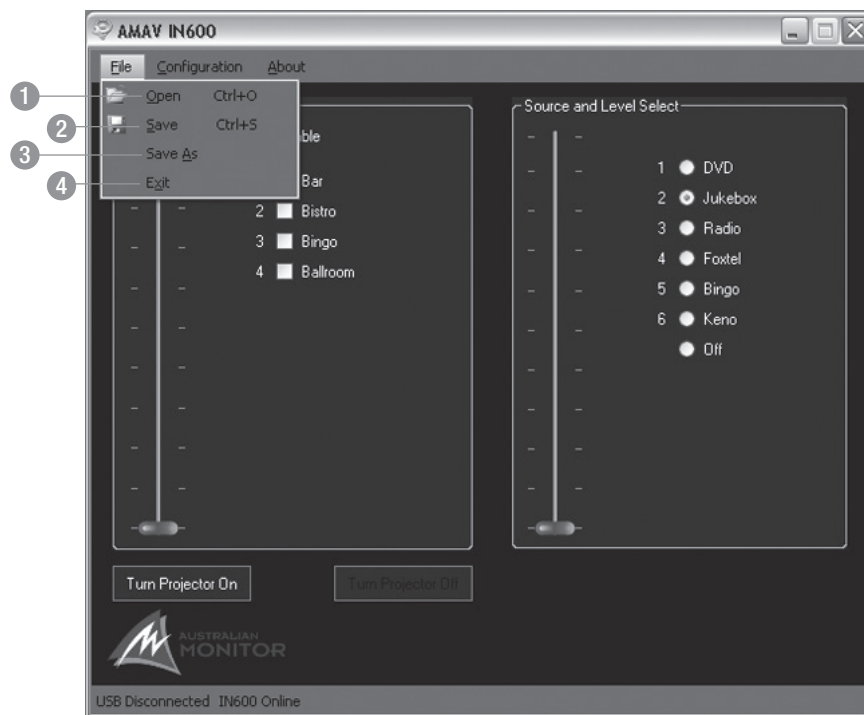 AMAV IN600
File Configuration About
1 Open Ctrl+O
2 Save Ctrl+S
3 Save As
4 Exit
Bar
2 Bistro
3 Bingo
4 Ballroom
Source and Level Select
1 DVD
2 Jukebox
3 Radio
4 Foxtel
5 Bingo
6 Keno
Off
Turn Projector On
Turn Projector Off
AUSTRALIAN
MONITOR
USB Disconnected IN600 Online